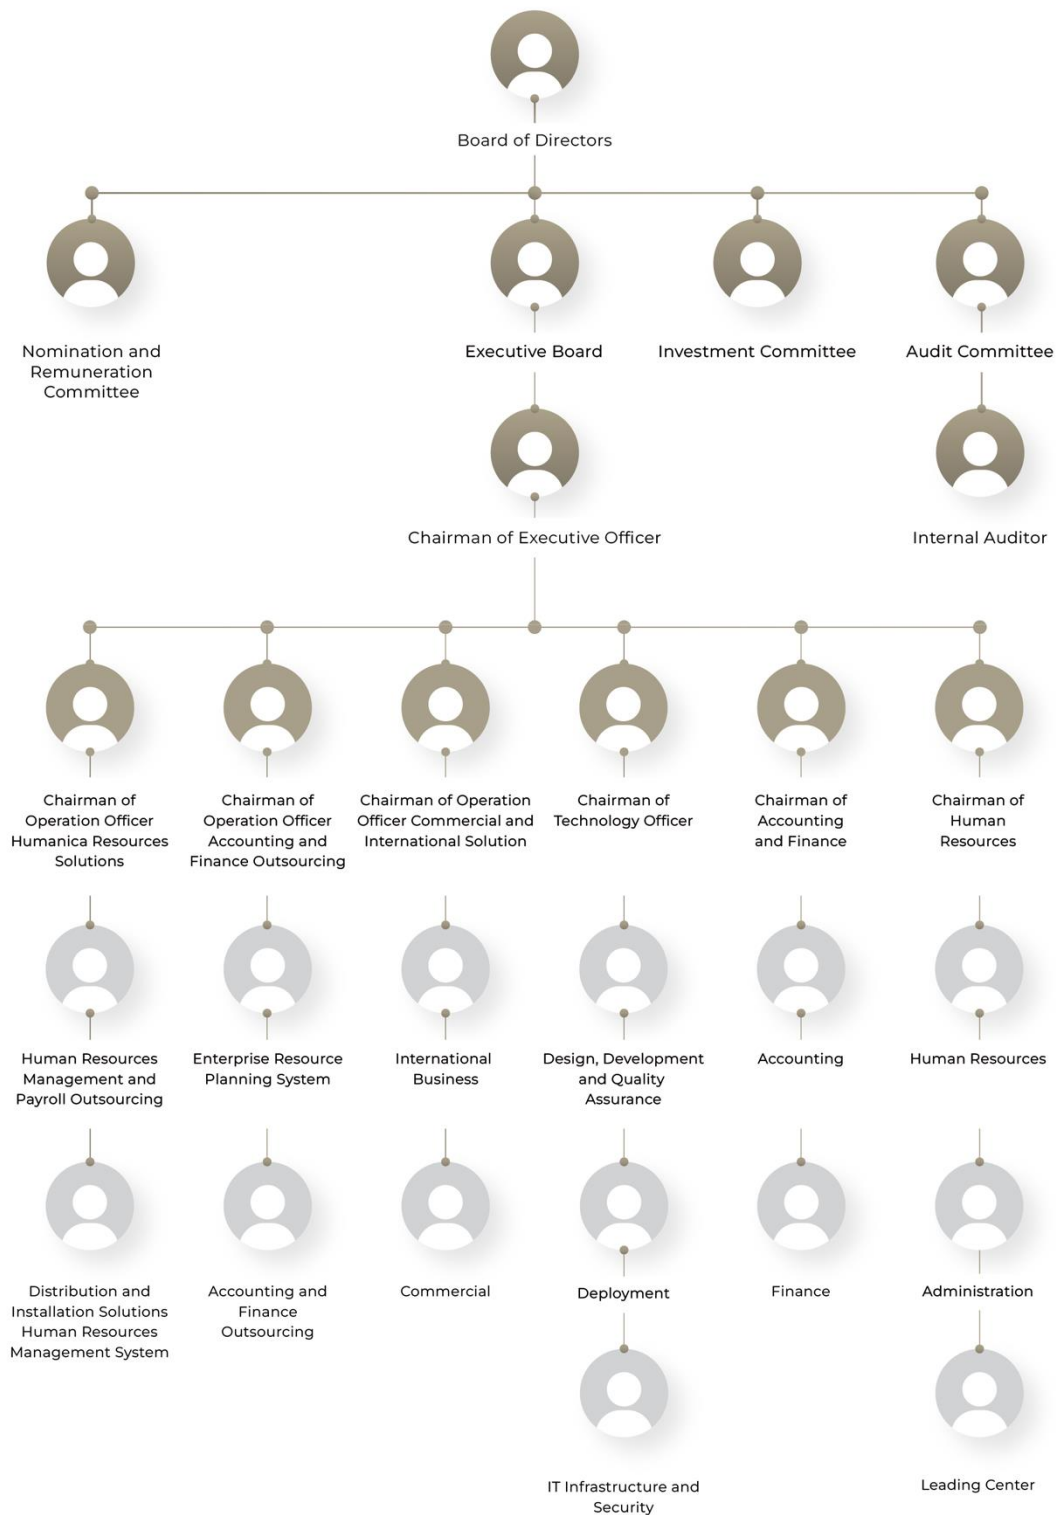 Board of Directors
Nomination and
Remuneration
Committee
Executive Board
Investment Committee
Audit Committee
Chairman of Executive Officer
Internal Auditor
Chairman of
Operation Officer
Humanica Resources
Solutions
Chairman of
Operation Officer
Accounting and
Finance Outsourcing
Chairman of Operation
Officer Commercial and
International Solution
Chairman of
Technology Officer
Chairman of
Accounting
and Finance
Chairman of
Human
Resources
Human Resources
Management and
Payroll Outsourcing
Enterprise Resource
Planning System
International
Business
Design, Development
and Quality
Assurance
Accounting
Human Resources
Distribution and
Installation Solutions
Human Resources
Management System
Accounting and
Finance
Outsourcing
Commercial
Deployment
Finance
Administration
IT Infrastructure and
Security
Leading Center